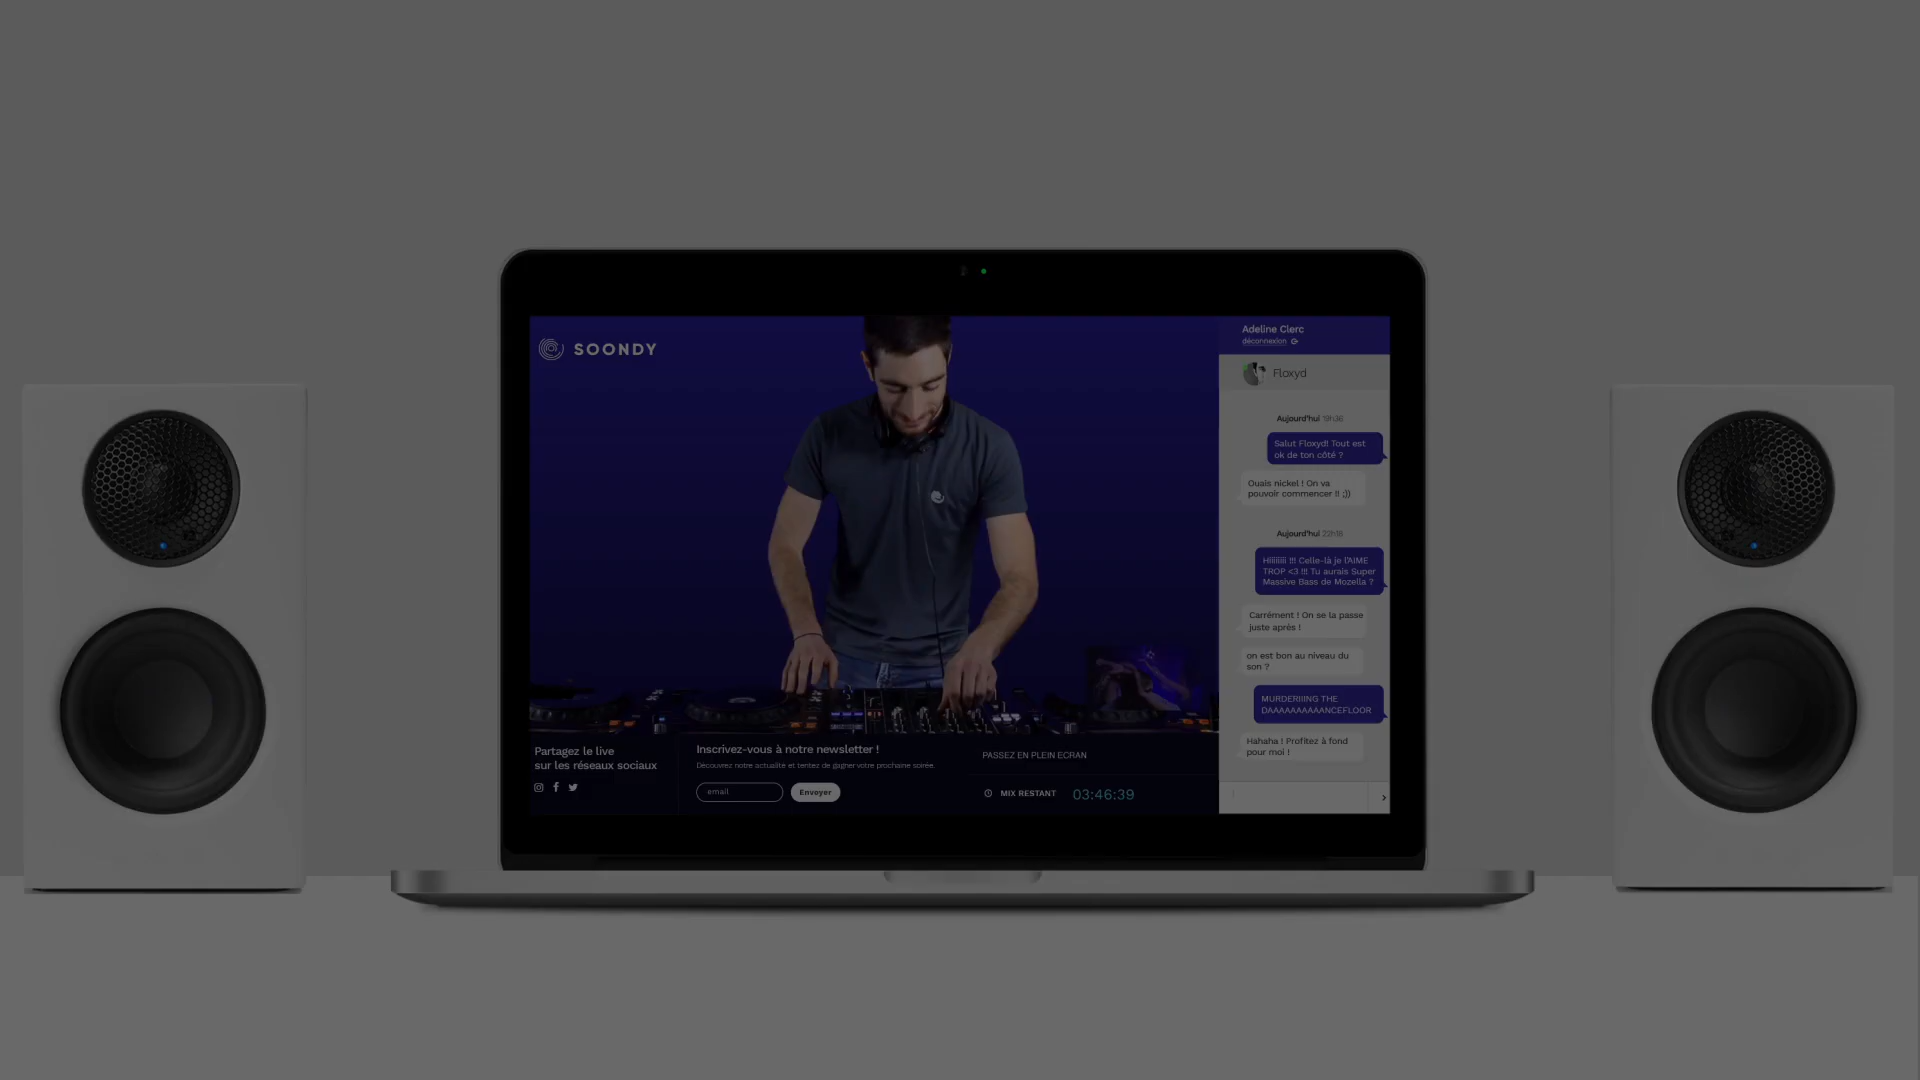 SOONDY
Adeline Clerc
déconnexion
Floxyd
Aujourd'hui 19h36
Salut Floxyd! Tout est
ok de ton côté ?
Ouais nickel ! On va
pouvoir commencer !! ;))
Aujourd'hui 22h18
Hiiiiiiii !!! Celle-là je l'AIME
TROP <3 !!! Tu aurais Super
Massive Bass de Mozella ?
Carrément ! On se la passe
juste après !
on est bon au niveau du
son ?
MURDERIIING THE
DAAAAAAAAAANCEFLOOR
Hahaha ! Profitez à fond
pour moi !
Partagez le live
sur les réseaux sociaux
Inscrivez-vous à notre newsletter !
Découvrez notre actualité et tentez de gagner votre prochaine soirée.
email
Envoyer
PASSEZ EN PLEIN ECRAN
MIX RESTANT 03:46:39